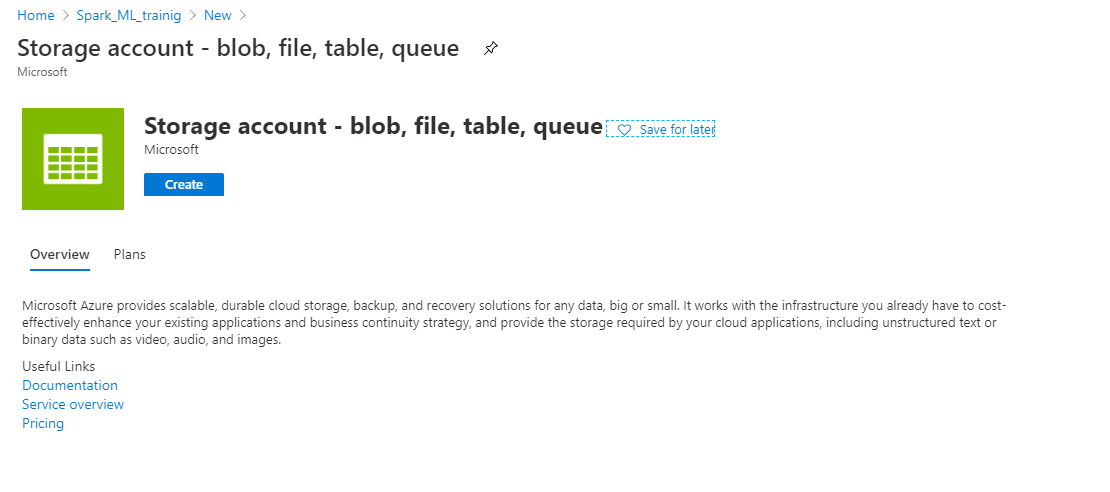 Home > Spark_ML_trainig > New >
Storage account - blob, file, table, queue
Microsoft
Storage account - blob, file, table, queue Save for later
Microsoft
Create
Overview Plans
Microsoft Azure provides scalable, durable cloud storage, backup, and recovery solutions for any data, big or small. It works with the infrastructure you already have to cost-
effectively enhance your existing applications and business continuity strategy, and provide the storage required by your cloud applications, including unstructured text or
binary data such as video, audio, and images.
Useful Links
Documentation
Service overview
Pricing